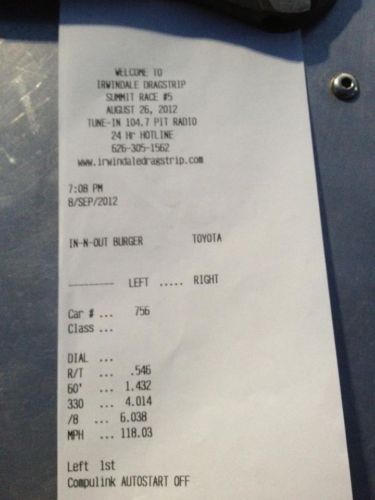 WELCOME TO
IRWINDALE DRAGSTRIP
SUMMIT RACE #5
AUGUST 26, 2012
TUNE-IN 104.7 PIT RADIO
24 Hr HOTLINE
626-305-1562
www.irwindaledragstrip.com
7:08 PM
8/SEP/2012
IN-N-OUT BURGER TOYOTA
--------- LEFT ..... RIGHT
Car # ... 756
Class ...
DIAL ...
R/T ... .546
60' ... 1.432
330 ... 4.014
/8 ... 6.038
MPH ... 118.03
Left 1st
Compulink AUTOSTART OFF